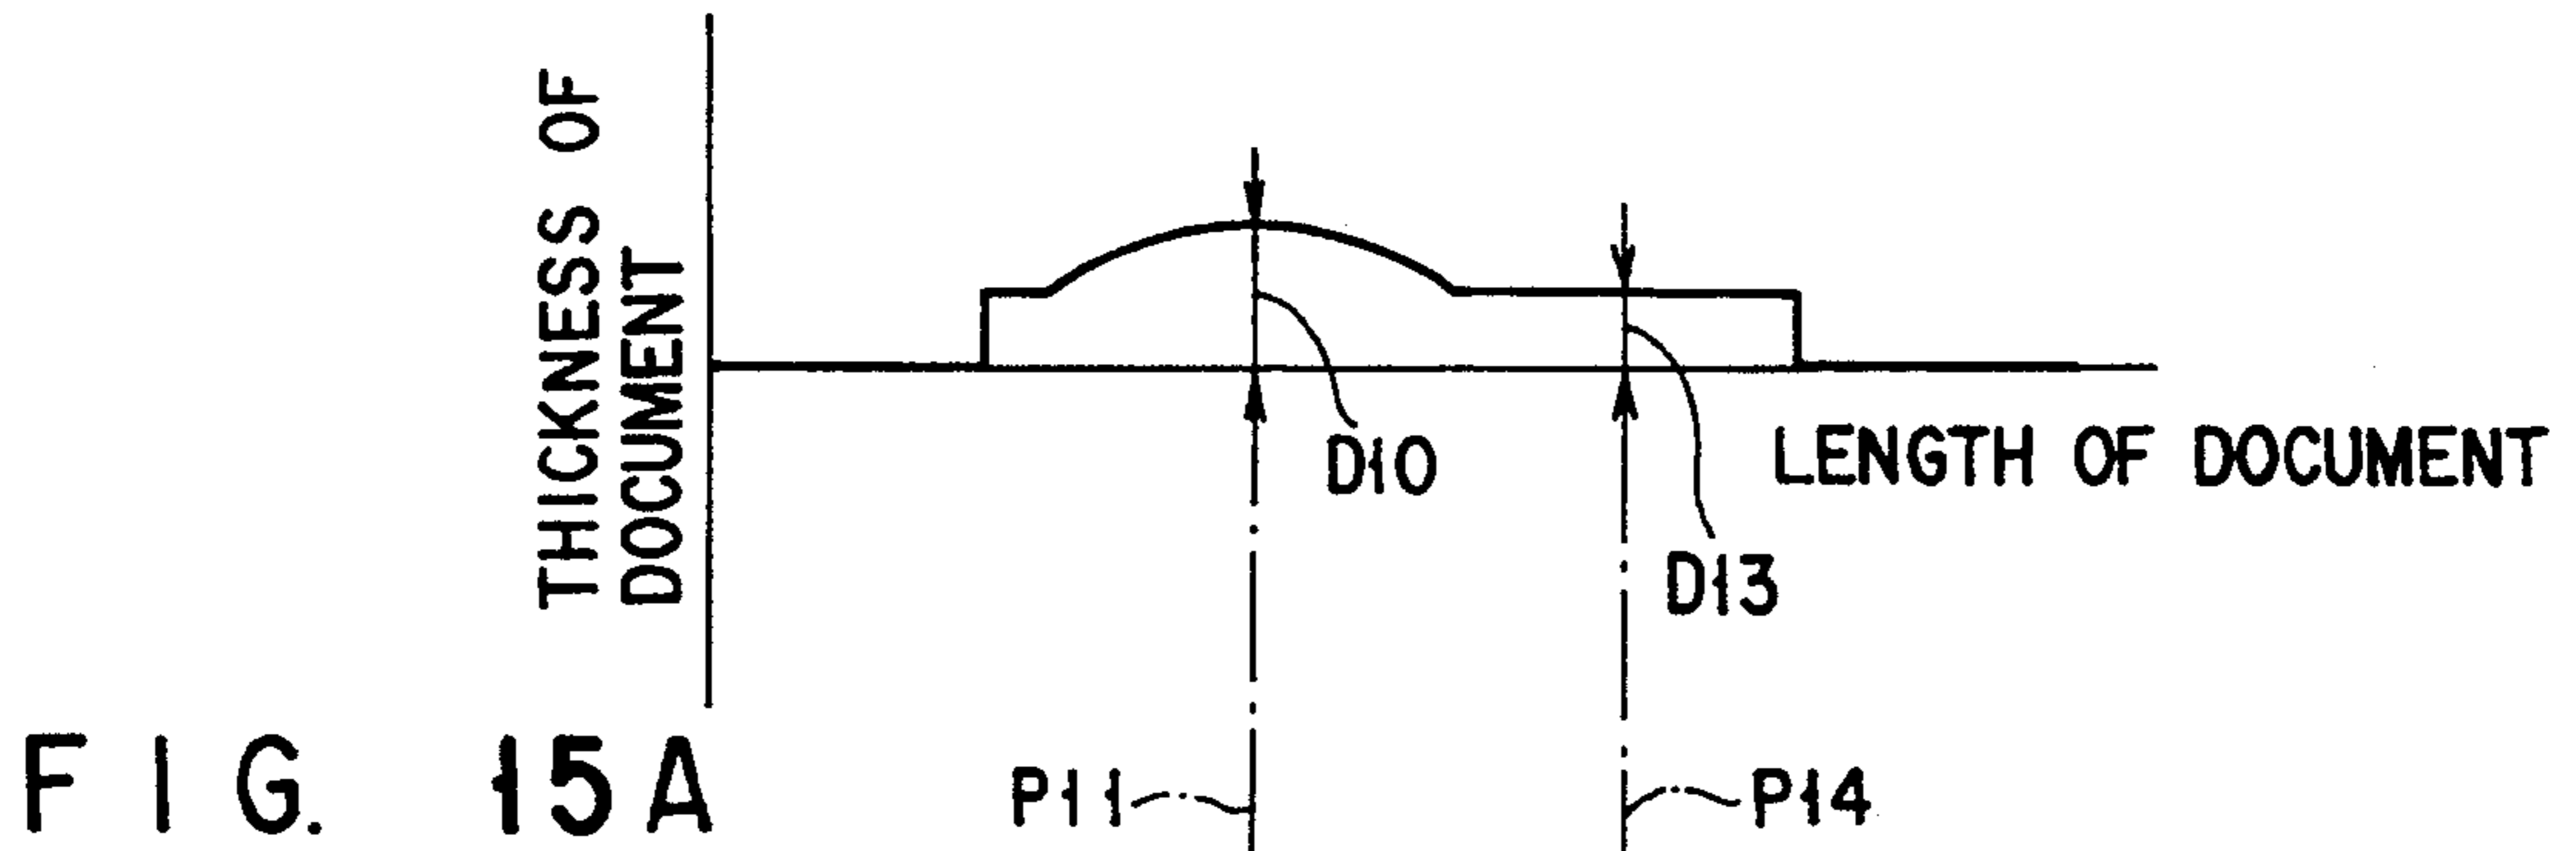 THICKNESS OF
DOCUMENT
D10
LENGTH OF DOCUMENT
D13
P11
P14
FIG. 15A